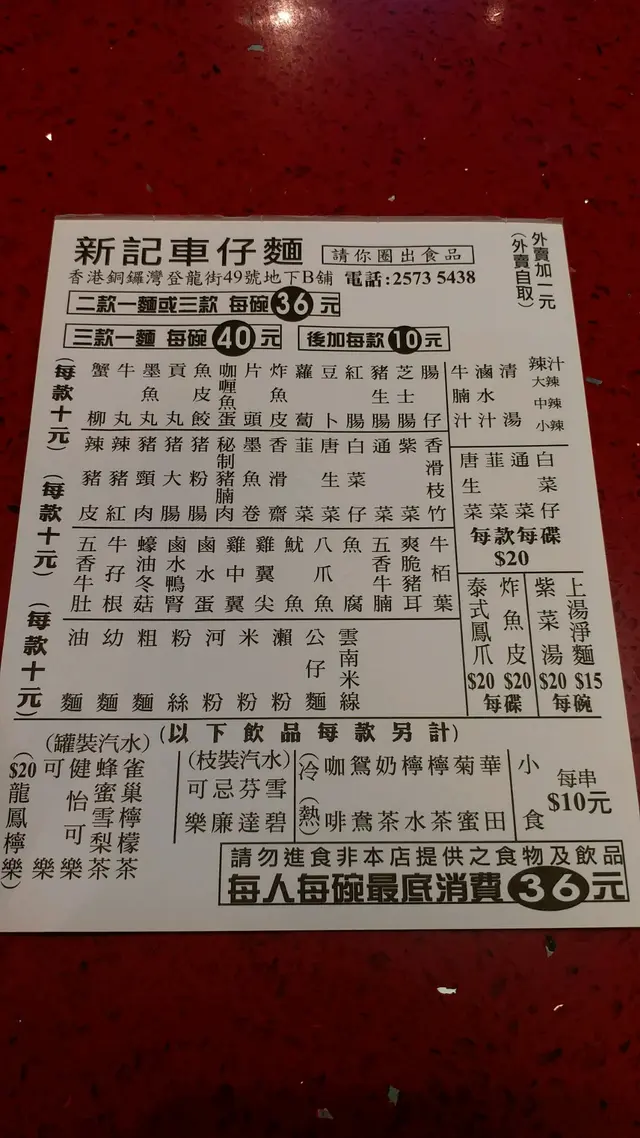 新記車仔麵
請你圈出食品
外賣加一元
(外賣自取)
香港銅鑼灣登龍街49號地下B舖 電話:2573 5438
二款一麵或三款 每碗36元
三款一麵 每碗40元
後加每款10元
(每款十元)
蟹柳
牛丸
墨魚丸
貢丸
魚皮餃
咖喱魚蛋
片頭
炸魚皮
蘿蔔
豆卜
紅腸
豬生腸
芝士腸
腸仔
牛腩汁
滷水汁
清湯
辣汁
大辣
中辣
小辣
(每款十元)
辣豬皮
辣豬紅
豬頸肉
豬大腸
豬粉腸
秘制豬腩肉
墨魚卷
香滑齋
韮菜
唐生菜
白菜仔
通菜
紫菜
香滑枝竹
唐生菜
韮菜
通菜
白菜仔
每款每碟
$20
五香牛肚
牛孖根
蠔油冬菇
鹵水鴨腎
鹵水蛋
雞中翼
雞翼尖
魷魚
八爪魚
魚腐
五香牛腩
爽脆豬耳
牛栢葉
(每款十元)
油麵
幼麵
粗麵
粉絲
河粉
米粉
瀨粉
公仔麵
雲南米線
泰式鳳爪
$20
炸魚皮
$20
每碟
紫菜湯
$20
上湯淨麵
$15
每碗
(以下飲品每款另計)
(罐裝汽水)
($20龍鳳檸樂)
可樂
健怡可樂
蜂蜜雪梨茶
雀巢檸檬茶
(枝裝汽水)
可樂
忌廉
芬達
雪碧
(冷)
(熱)
咖啡
鴛鴦
奶茶
檸水
檸茶
菊蜜
華田
小食
每串
$10元
請勿進食非本店提供之食物及飲品
每人每碗最底消費36元